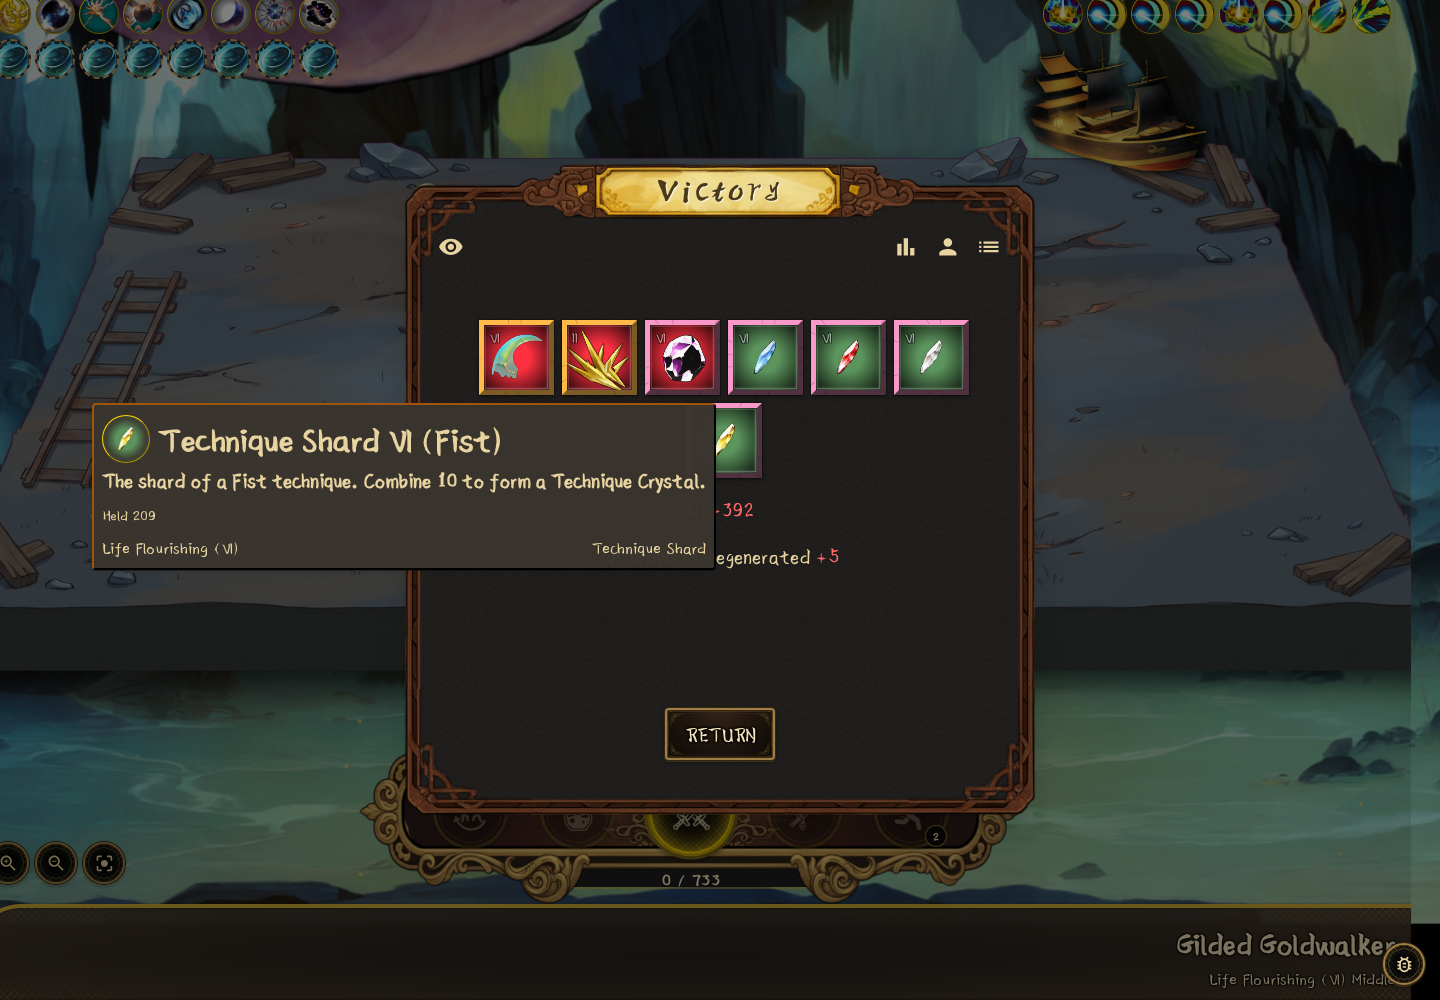 Victory
VI
III
VI
VI
VI
VI
Technique Shard VI (Fist)
The shard of a Fist technique. Combine 10 to form a Technique Crystal.
Held 209
Life Flourishing (VI)
Technique Shard
-392
egenerated +5
RETURN
2
0 / 733
Gilded Goldwalker
Life Flourishing (VI) Middle